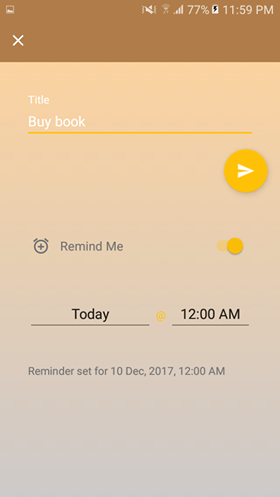 77% 11:59 PM
Title
Buy book
Remind Me
Today @ 12:00 AM
Reminder set for 10 Dec, 2017, 12:00 AM